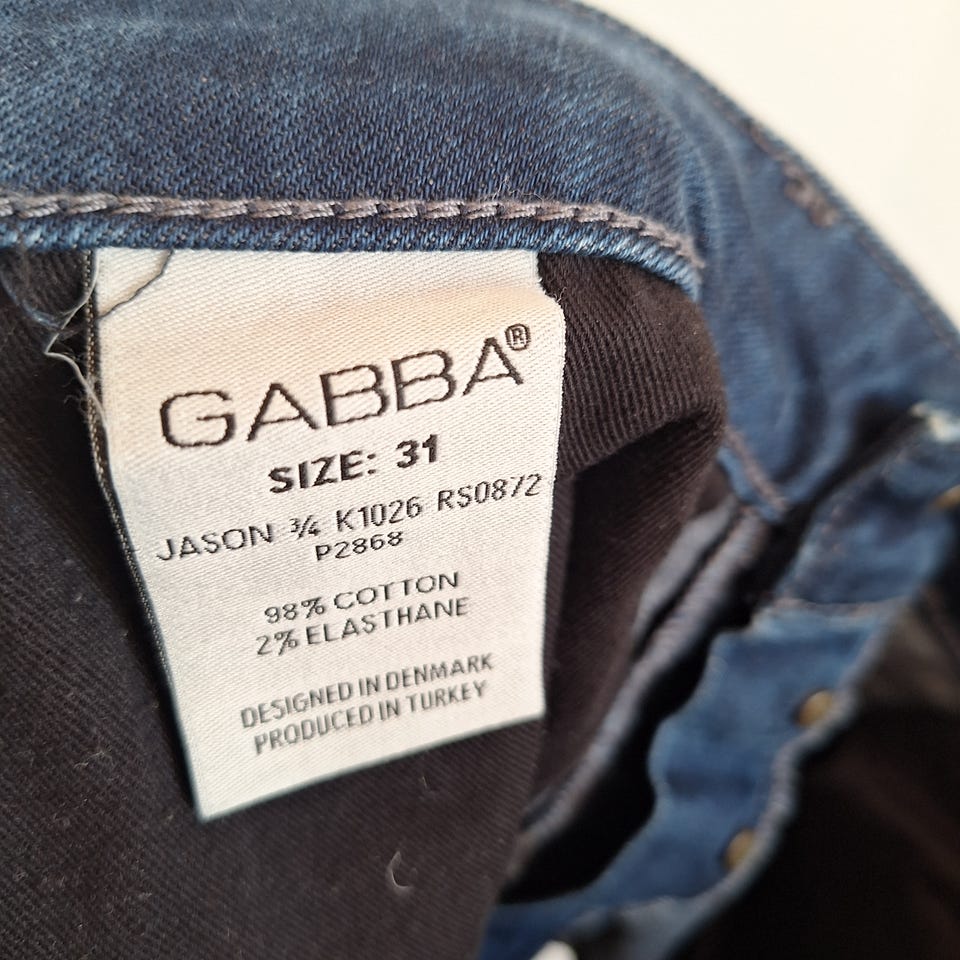 GABBA®
SIZE: 31
JASON ¾ K1026 RS0872
P2868
98% COTTON
2% ELASTHANE
DESIGNED IN DENMARK
PRODUCED IN TURKEY